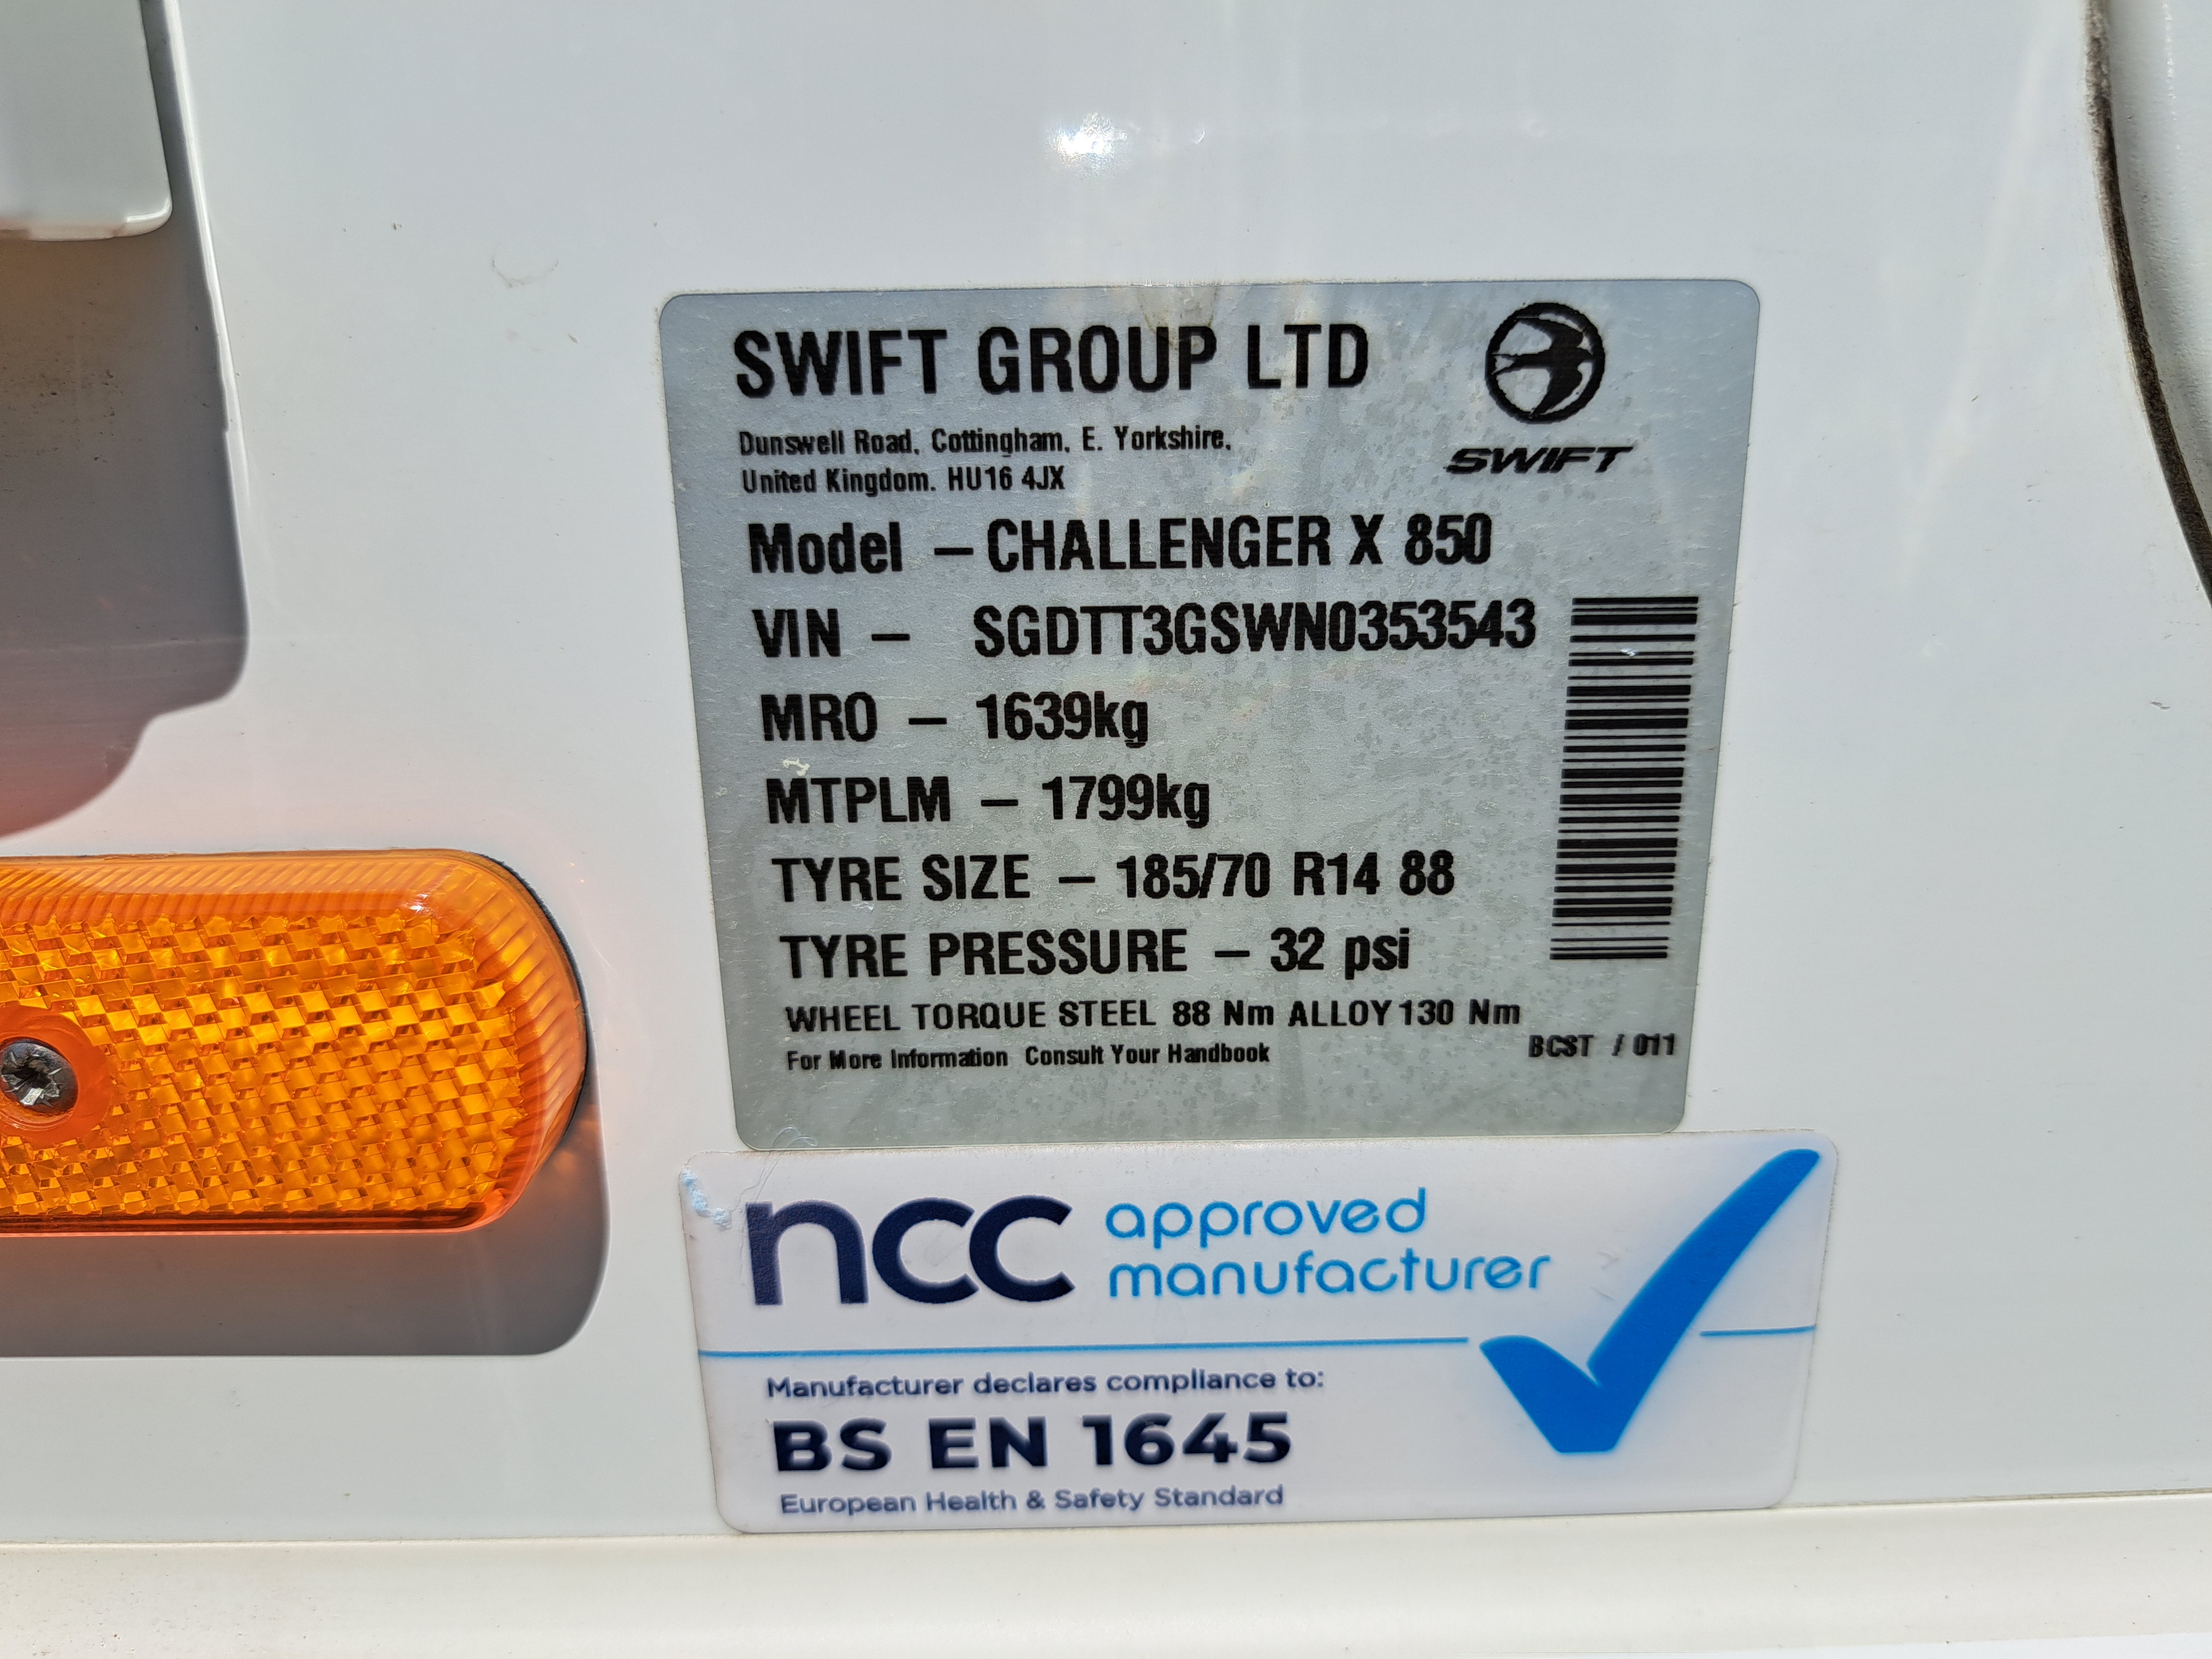 SWIFT GROUP LTD
SWIFT
Dunswell Road, Cottingham, E. Yorkshire,
United Kingdom. HU16 4JX
Model – CHALLENGER X 850
VIN – SGDTT3GSWN0353543
MRO – 1639kg
MTPLM – 1799kg
TYRE SIZE – 185/70 R14 88
TYRE PRESSURE – 32 psi
WHEEL TORQUE STEEL 88 Nm ALLOY 130 Nm
For More Information Consult Your Handbook
BCST / 011
ncc approved
manufacturer
Manufacturer declares compliance to:
BS EN 1645
European Health & Safety Standard